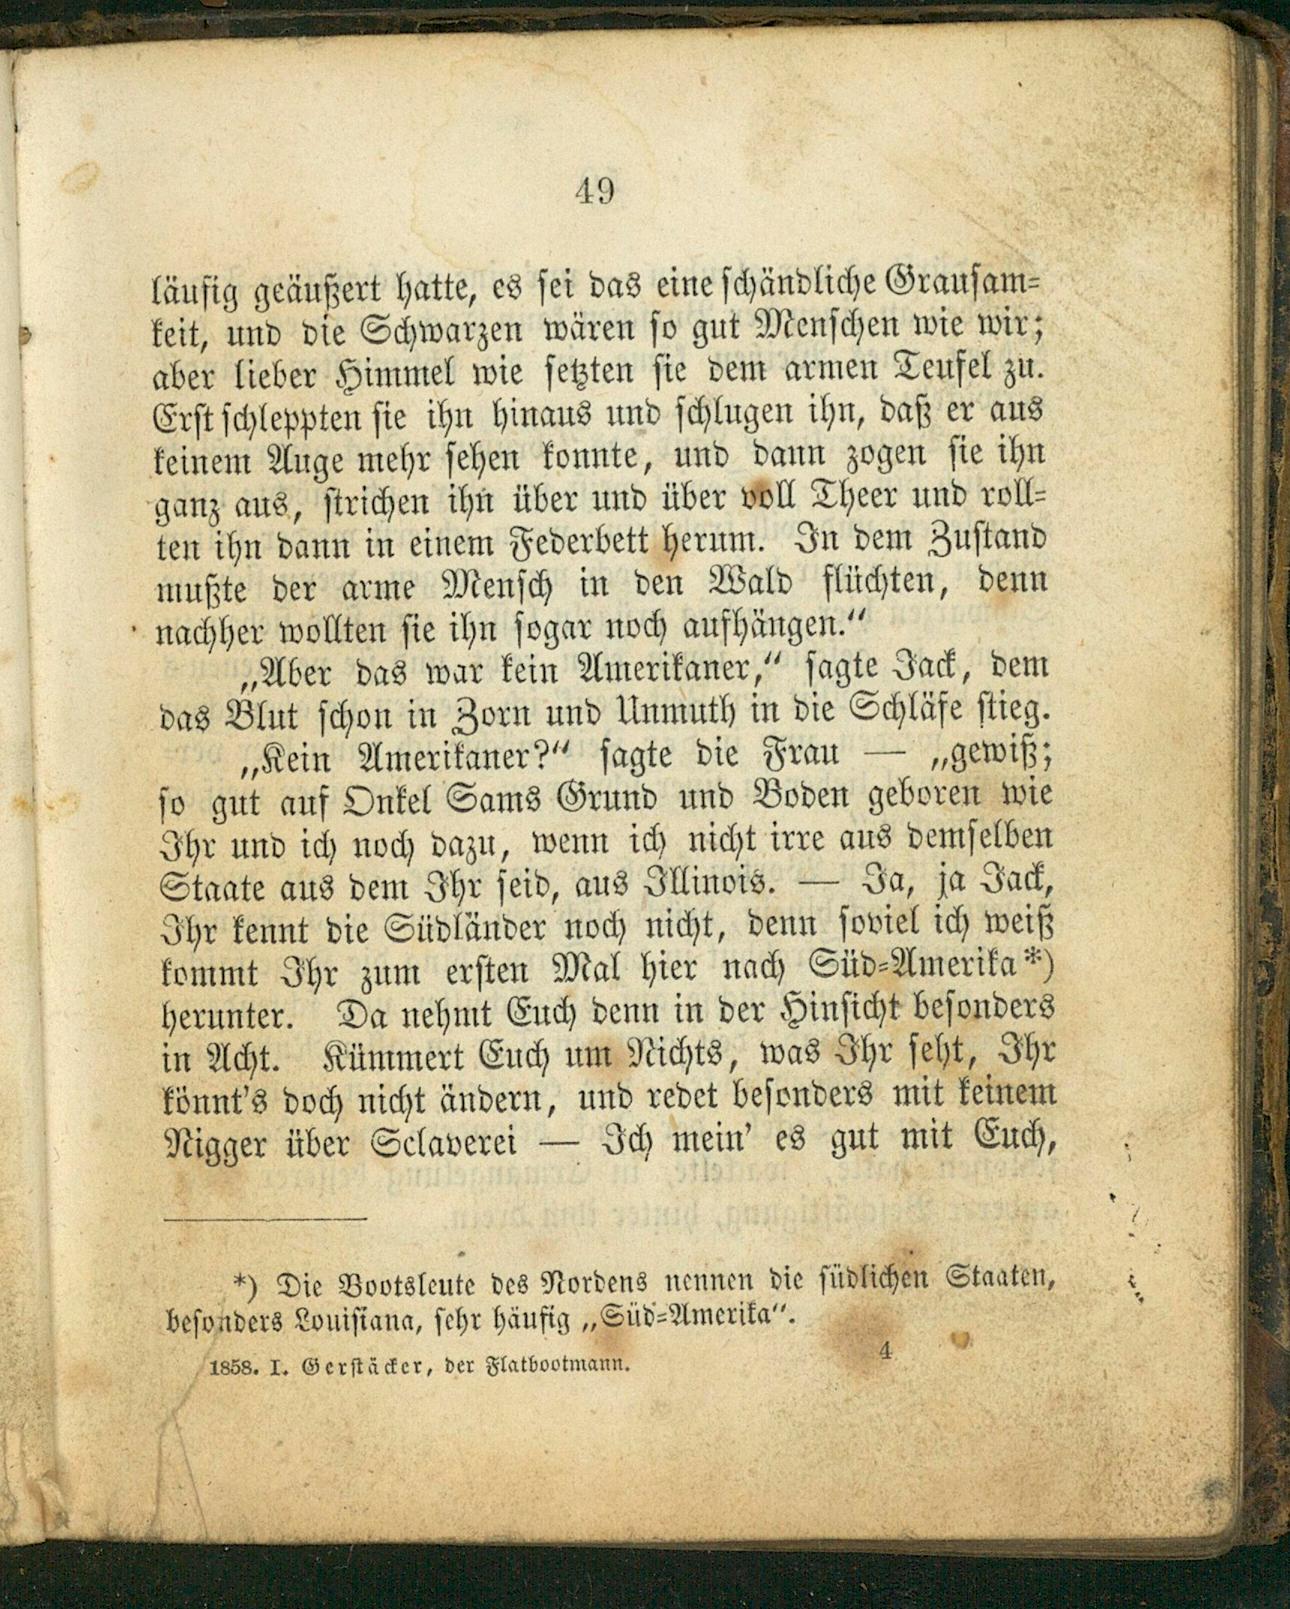 49
läufig geäußert hatte, es sei das eine schändliche Grausam=
keit, und die Schwarzen wären so gut Menschen wie wir;
aber lieber Himmel wie setzten sie dem armen Teufel zu.
Erst schleppten sie ihn hinaus und schlugen ihn, daß er aus
keinem Auge mehr sehen konnte, und dann zogen sie ihn
ganz aus, strichen ihn über und über voll Theer und roll=
ten ihn dann in einem Federbett herum. In dem Zustand
mußte der arme Mensch in den Wald flüchten, denn
nachher wollten sie ihn sogar noch aufhängen.“
„Aber das war kein Amerikaner,“ sagte Jack, dem
das Blut schon in Zorn und Unmuth in die Schläfe stieg.
„Kein Amerikaner?“ sagte die Frau — „gewiß;
so gut auf Onkel Sams Grund und Boden geboren wie
Ihr und ich noch dazu, wenn ich nicht irre aus demselben
Staate aus dem Ihr seid, aus Illinois. — Ja, ja Jack,
Ihr kennt die Südländer noch nicht, denn soviel ich weiß
kommt Ihr zum ersten Mal hier nach Süd=Amerika*)
herunter. Da nehmt Euch denn in der Hinsicht besonders
in Acht. Kümmert Euch um Nichts, was Ihr seht, Ihr
könnt's doch nicht ändern, und redet besonders mit keinem
Nigger über Sclaverei — Ich mein' es gut mit Euch,
*) Die Bootsleute des Nordens nennen die südlichen Staaten,
besonders Louisiana, sehr häufig „Süd=Amerika“.
1858. I. Gerstäcker, der Flatbootmann. 4